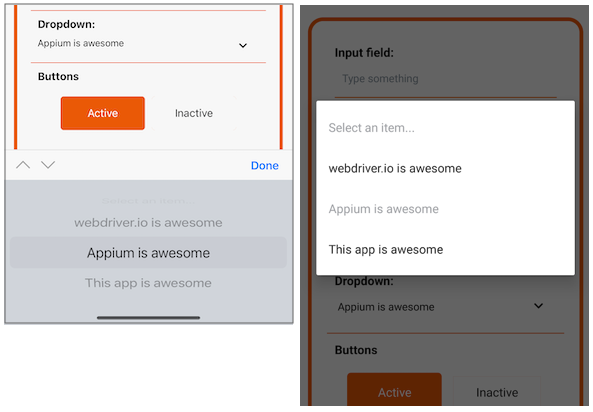 Dropdown:
Appium is awesome
Buttons
Active Inactive
Done
webdriver.io is awesome
Appium is awesome
This app is awesome
Input field:
Type something
Select an item...
webdriver.io is awesome
Appium is awesome
This app is awesome
Dropdown:
Appium is awesome
Buttons
Active Inactive